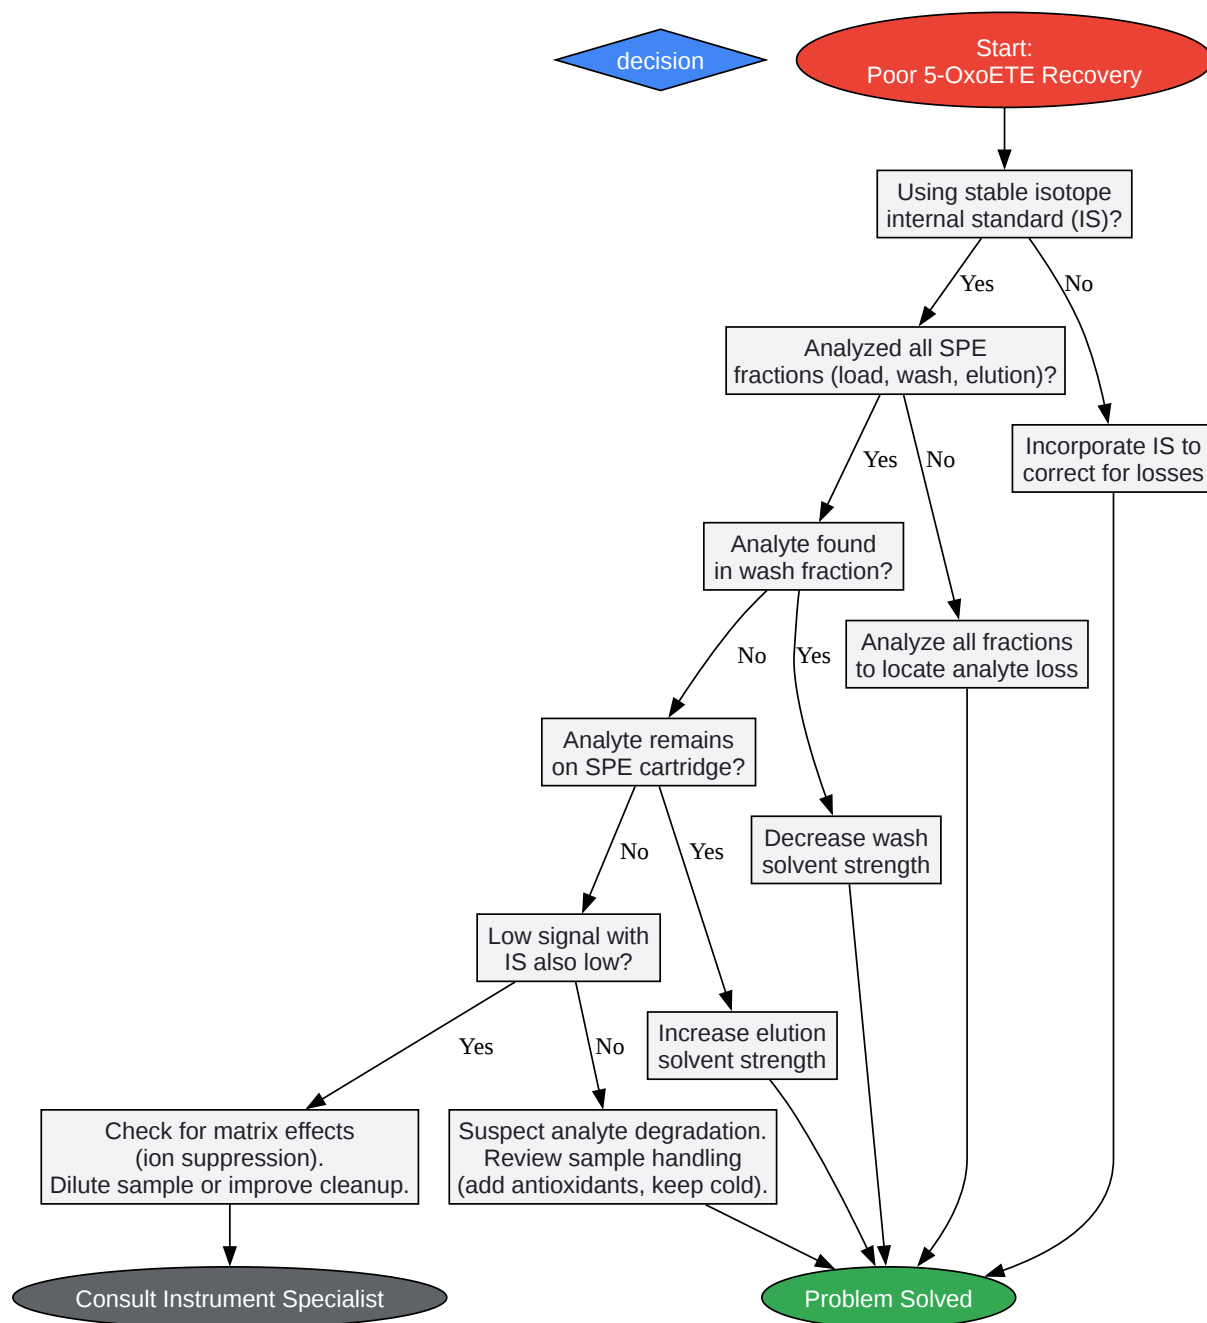 decision
Start:
Poor 5-OxoETE Recovery
Using stable isotope
internal standard (IS)?
Yes
No
Analyzed all SPE
fractions (load, wash, elution)?
Incorporate IS to
correct for losses
Yes
No
Analyte found
in wash fraction?
Analyze all fractions
to locate analyte loss
No
Yes
Analyte remains
on SPE cartridge?
Decrease wash
solvent strength
No
Yes
Low signal with
IS also low?
Increase elution
solvent strength
Yes
No
Check for matrix effects
(ion suppression).
Dilute sample or improve cleanup.
Suspect analyte degradation.
Review sample handling
(add antioxidants, keep cold).
Consult Instrument Specialist
Problem Solved